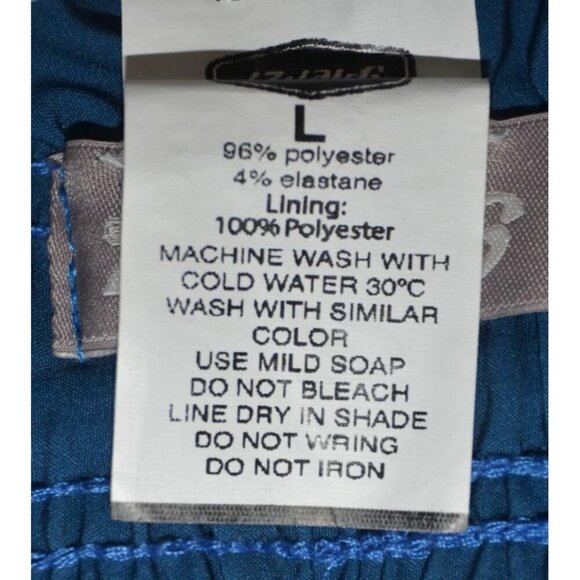 L
96% polyester
4% elastane
Lining:
100% Polyester
MACHINE WASH WITH
COLD WATER 30°C
WASH WITH SIMILAR
COLOR
USE MILD SOAP
DO NOT BLEACH
LINE DRY IN SHADE
DO NOT WRING
DO NOT IRON